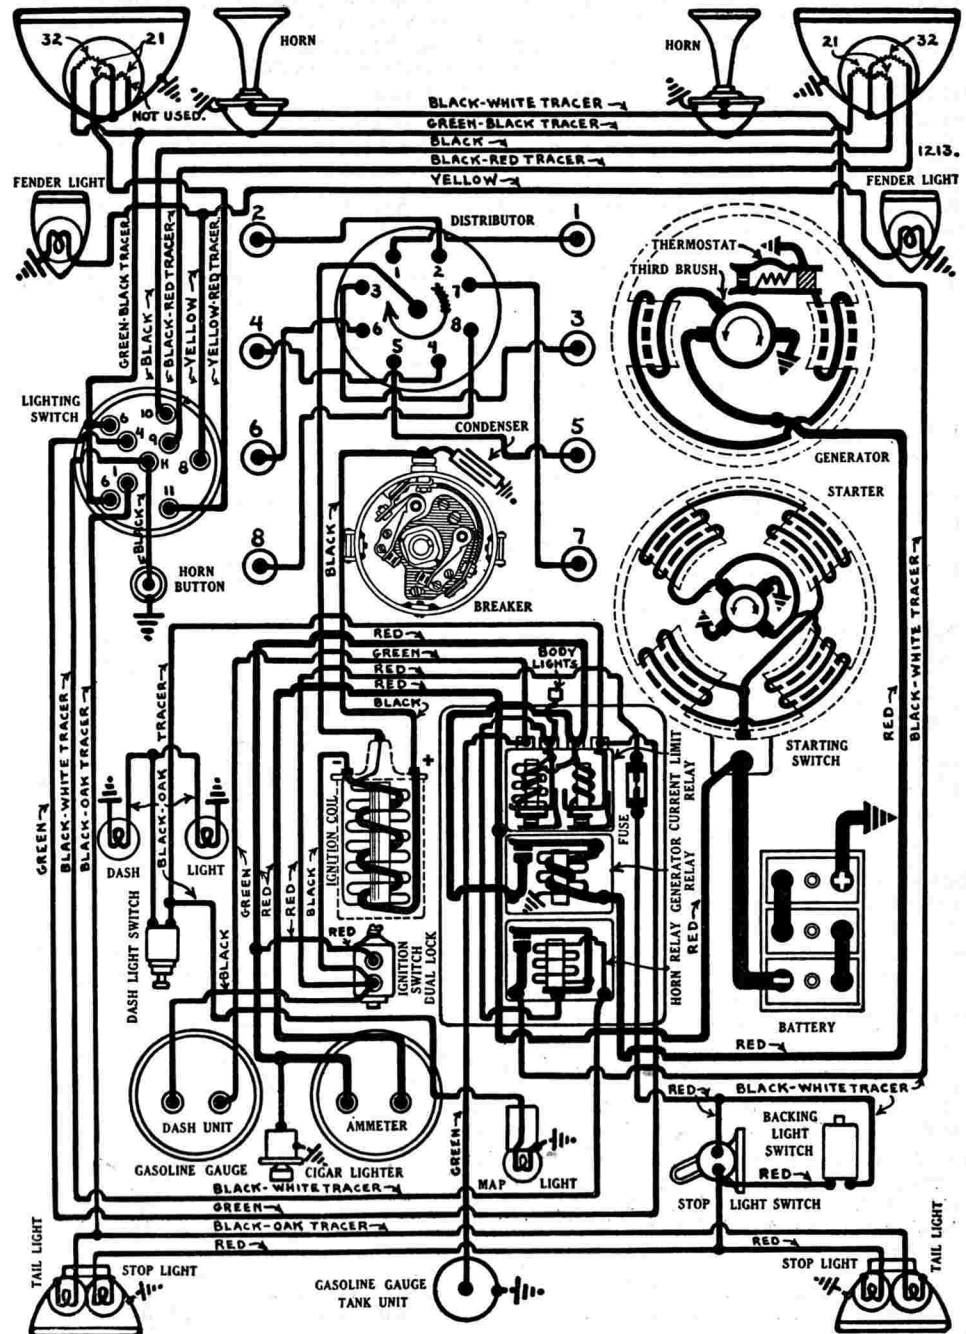 32
21
HORN
HORN
21
32
NOT USED.
BLACK-WHITE TRACER
GREEN-BLACK TRACER
BLACK
BLACK-RED TRACER
YELLOW
1213.
FENDER LIGHT
FENDER LIGHT
GREEN-BLACK TRACER
BLACK
BLACK-RED TRACER
YELLOW
YELLOW-RED TRACER
2
DISTRIBUTOR
1
1
2
3
7
6
8
5
4
THERMOSTAT
THIRD BRUSH
4
3
LIGHTING
SWITCH
6
10
4
9
H
8
1
6
11
6
CONDENSER
5
GENERATOR
STARTER
BLACK
BLACK
8
7
HORN
BUTTON
BREAKER
RED
GREEN
RED
RED
BLACK
BODY
LIGHTS
BLACK-WHITE TRACER
RED
STARTING
SWITCH
GREEN
BLACK-WHITE TRACER
BLACK-OAK TRACER
BLACK-OAK TRACER
+
IGNITION COIL
FUSE
HORN RELAY
GENERATOR RELAY
CURRENT LIMIT RELAY
DASH
LIGHT
GREEN
RED
RED
BLACK
RED
RED
DASH LIGHT SWITCH
BLACK
IGNITION
SWITCH
DUAL LOCK
BATTERY
RED
DASH UNIT
AMMETER
GASOLINE GAUGE
CIGAR LIGHTER
GREEN
MAP LIGHT
RED
BLACK-WHITE TRACER
BACKING
LIGHT
SWITCH
RED
STOP LIGHT SWITCH
BLACK-WHITE TRACER
GREEN
BLACK-OAK TRACER
RED
RED
TAIL LIGHT
STOP LIGHT
GASOLINE GAUGE
TANK UNIT
STOP LIGHT
TAIL LIGHT